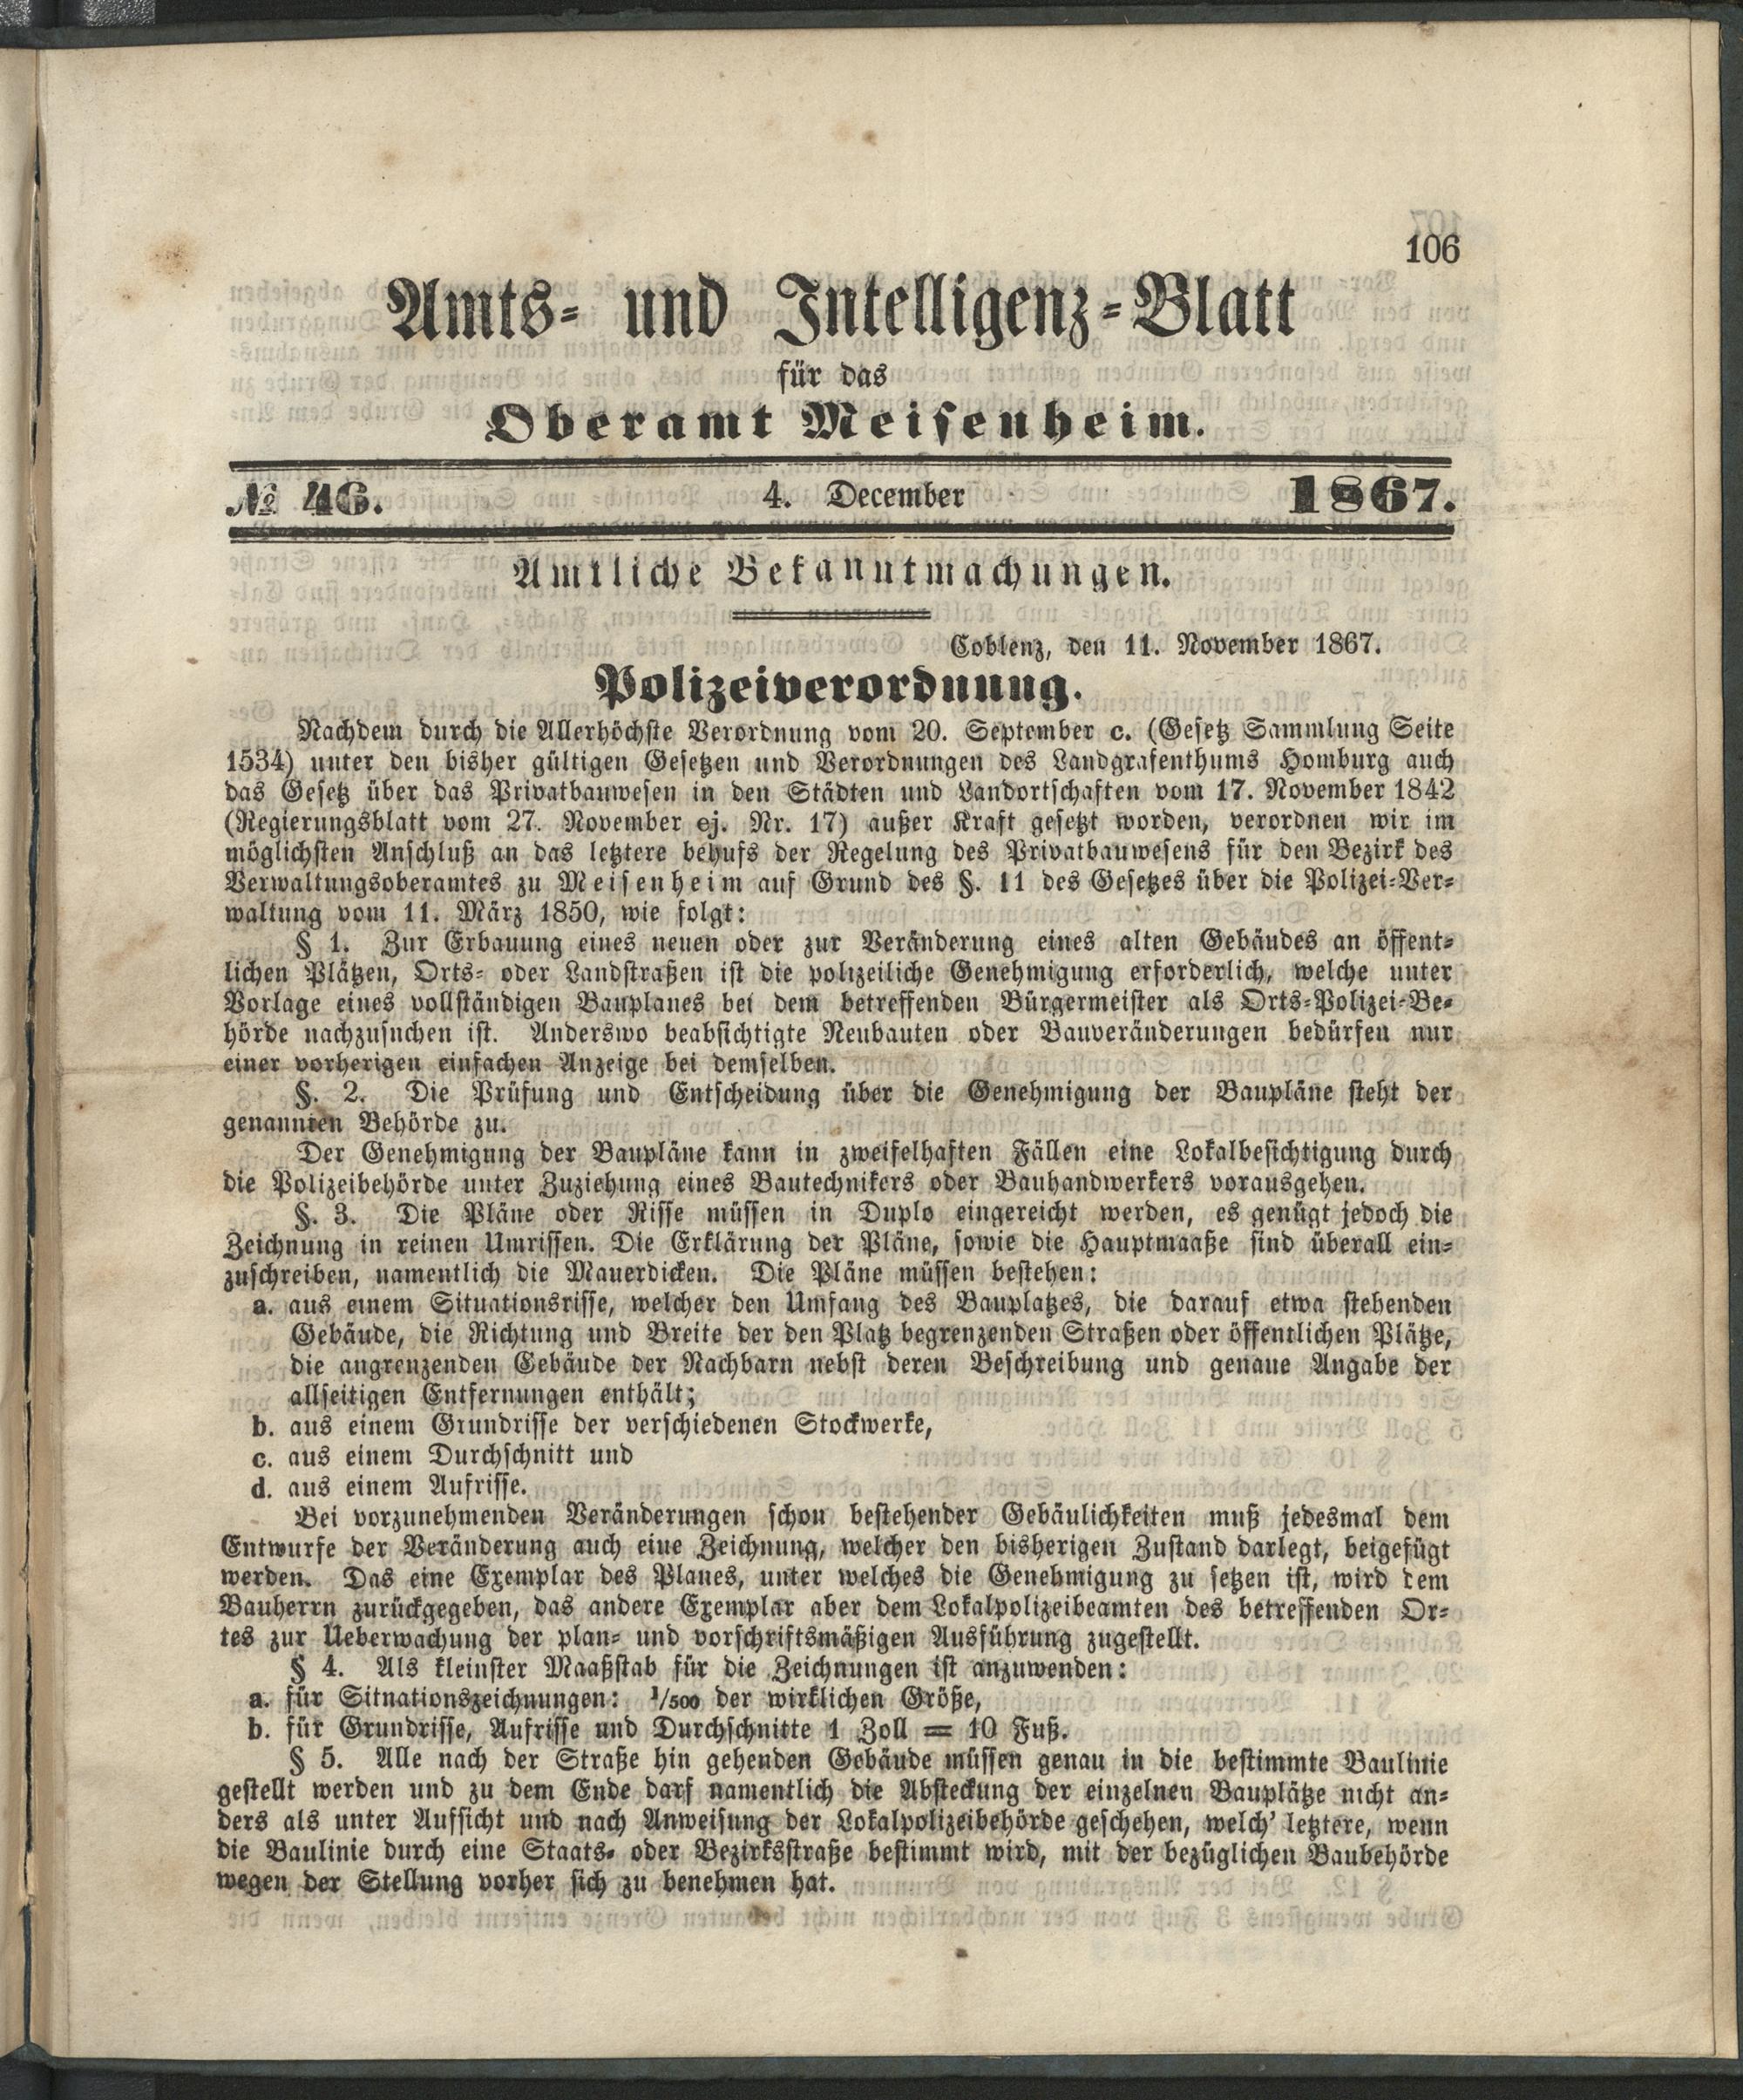 106
Amts- und Intelligenz-Blatt
für das
Oberamt Meisenheim.
№ 46. 4. December 1867.
Amtliche Bekanntmachungen.
Coblenz, den 11. November 1867.
Polizeiverordnung.
Nachdem durch die Allerhöchste Verordnung vom 20. September c. (Gesetz Sammlung Seite
1534) unter den bisher gültigen Gesetzen und Verordnungen des Landgrafenthums Homburg auch
das Gesetz über das Privatbauwesen in den Städten und Landortschaften vom 17. November 1842
(Regierungsblatt vom 27. November ej. Nr. 17) außer Kraft gesetzt worden, verordnen wir im
möglichsten Anschluß an das letztere behufs der Regelung des Privatbauwesens für den Bezirk des
Verwaltungsoberamtes zu Meisenheim auf Grund des §. 11 des Gesetzes über die Polizei-Ver-
waltung vom 11. März 1850, wie folgt:
§ 1. Zur Erbauung eines neuen oder zur Veränderung eines alten Gebäudes an öffent-
lichen Plätzen, Orts- oder Landstraßen ist die polizeiliche Genehmigung erforderlich, welche unter
Vorlage eines vollständigen Bauplanes bei dem betreffenden Bürgermeister als Orts-Polizei-Be-
hörde nachzusuchen ist. Anderswo beabsichtigte Neubauten oder Bauveränderungen bedürfen nur
einer vorherigen einfachen Anzeige bei demselben.
§. 2. Die Prüfung und Entscheidung über die Genehmigung der Baupläne steht der
genannten Behörde zu.
Der Genehmigung der Baupläne kann in zweifelhaften Fällen eine Lokalbesichtigung durch
die Polizeibehörde unter Zuziehung eines Bautechnikers oder Bauhandwerkers vorausgehen.
§. 3. Die Pläne oder Risse müssen in Duplo eingereicht werden, es genügt jedoch die
Zeichnung in reinen Umrissen. Die Erklärung der Pläne, sowie die Hauptmaaße sind überall ein-
zuschreiben, namentlich die Mauerdicken. Die Pläne müssen bestehen:
a. aus einem Situationsrisse, welcher den Umfang des Bauplatzes, die darauf etwa stehenden
Gebäude, die Richtung und Breite der den Platz begrenzenden Straßen oder öffentlichen Plätze,
die angrenzenden Gebäude der Nachbarn nebst deren Beschreibung und genaue Angabe der
allseitigen Entfernungen enthält;
b. aus einem Grundrisse der verschiedenen Stockwerke,
c. aus einem Durchschnitt und
d. aus einem Aufrisse.
Bei vorzunehmenden Veränderungen schon bestehender Gebäulichkeiten muß jedesmal dem
Entwurfe der Veränderung auch eine Zeichnung, welcher den bisherigen Zustand darlegt, beigefügt
werden. Das eine Exemplar des Planes, unter welches die Genehmigung zu setzen ist, wird dem
Bauherrn zurückgegeben, das andere Exemplar aber dem Lokalpolizeibeamten des betreffenden Or-
tes zur Ueberwachung der plan- und vorschriftsmäßigen Ausführung zugestellt.
§ 4. Als kleinster Maaßstab für die Zeichnungen ist anzuwenden:
a. für Sitnationszeichnungen: 1/500 der wirklichen Größe,
b. für Grundrisse, Aufrisse und Durchschnitte 1 Zoll = 10 Fuß.
§ 5. Alle nach der Straße hin gehenden Gebäude müssen genau in die bestimmte Baulinie
gestellt werden und zu dem Ende darf namentlich die Absteckung der einzelnen Bauplätze nicht an-
ders als unter Aufsicht und nach Anweisung der Lokalpolizeibehörde geschehen, welch' letztere, wenn
die Baulinie durch eine Staats- oder Bezirksstraße bestimmt wird, mit der bezüglichen Baubehörde
wegen der Stellung vorher sich zu benehmen hat.